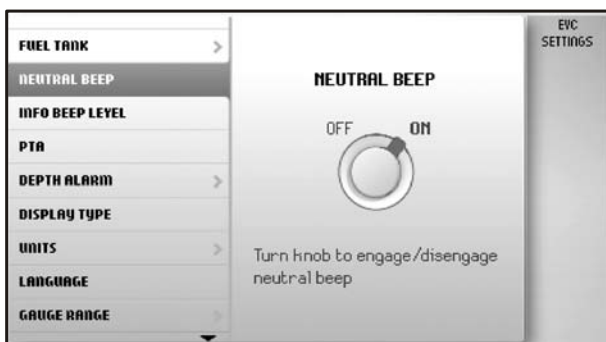 FUEL TANK
NEUTRAL BEEP
INFO BEEP LEVEL
PTA
DEPTH ALARM
DISPLAY TYPE
UNITS
LANGUAGE
GAUGE RANGE
NEUTRAL BEEP
OFF
ON
Turn knob to engage/disengage
neutral beep
EVC
SETTINGS